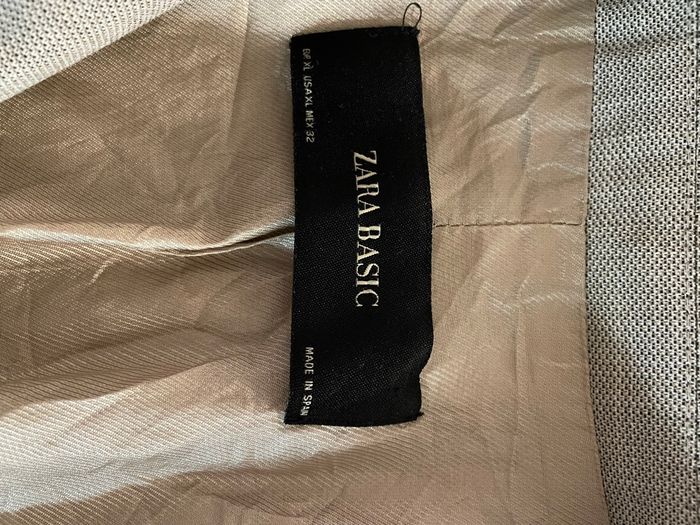 ZARA BASIC
EUR XL USA XL MEX 32
MADE IN SPAIN